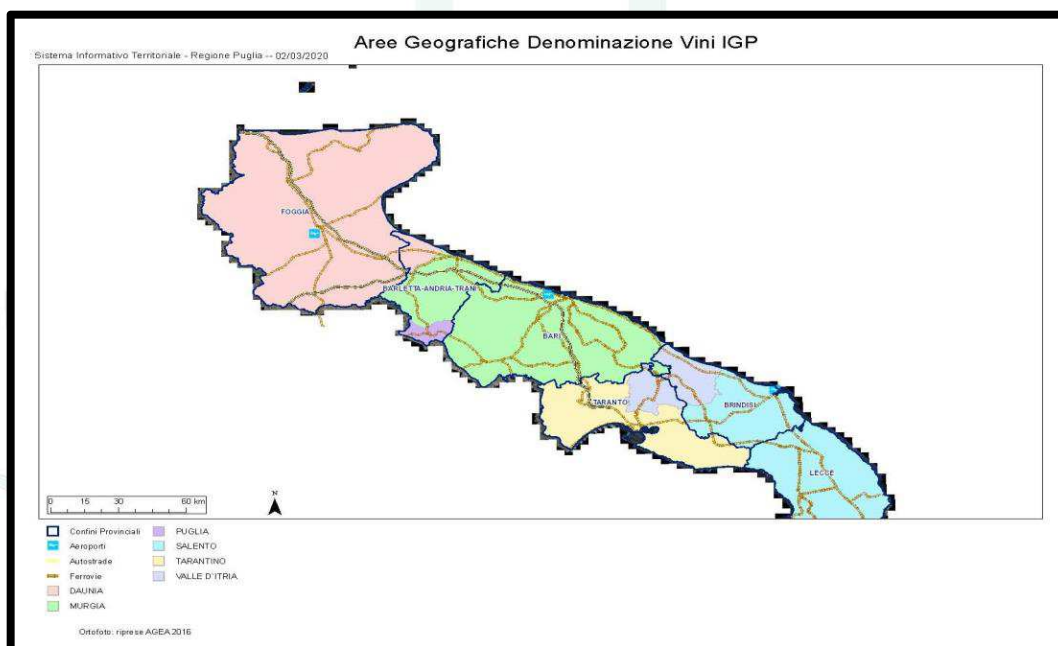 Aree Geografiche Denominazione Vini IGP
Sistema Informativo Territoriale - Regione Puglia -- 02/03/2020
FOGGIA
BARLETTA-ANDRIA-TRANI
BARI
TARANTO
BRINDISI
LECCE
0 15 30 60 km
N
Confini Provinciali
Aeroporti
Autostrade
Ferrovie
DAUNIA
MURGIA
PUGLIA
SALENTO
TARANTINO
VALLE D'ITRIA
Ortofoto: riprese AGEA 2016